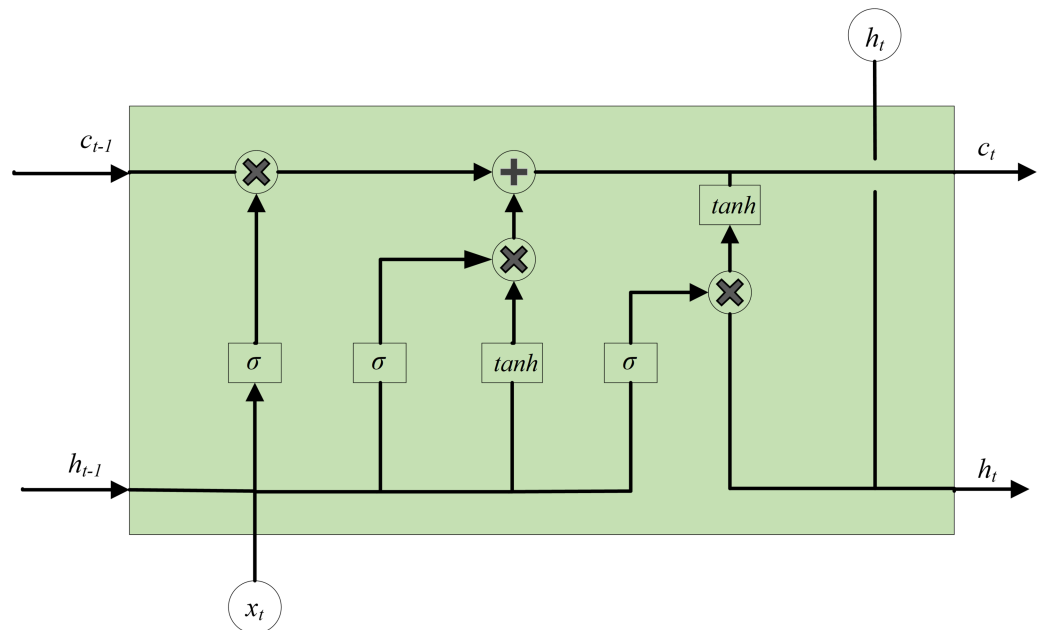 h_t
c_{t-1}
c_t
tanh
σ
σ
tanh
σ
h_{t-1}
h_t
x_t